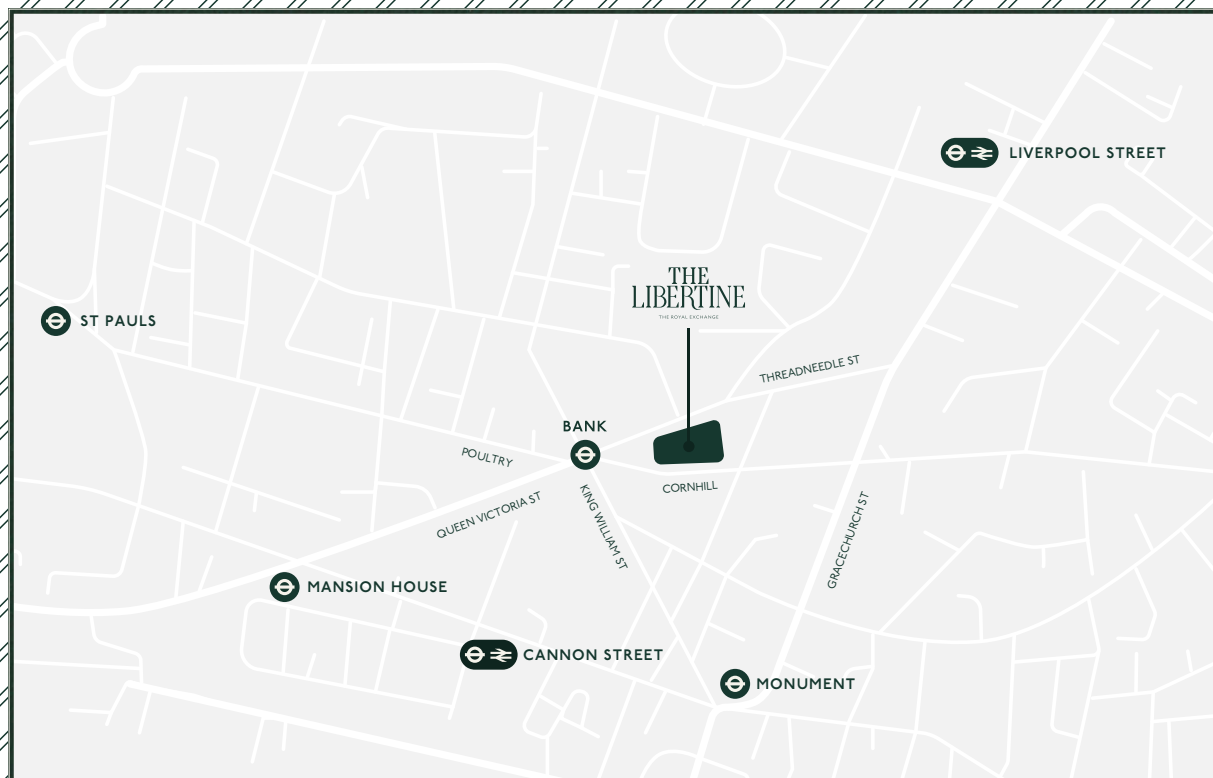 LIVERPOOL STREET
THE
LIBERTINE
THE ROYAL EXCHANGE
ST PAULS
THREADNEEDLE ST
BANK
POULTRY
CORNHILL
QUEEN VICTORIA ST
KING WILLIAM ST
GRACECHURCH ST
MANSION HOUSE
CANNON STREET
MONUMENT